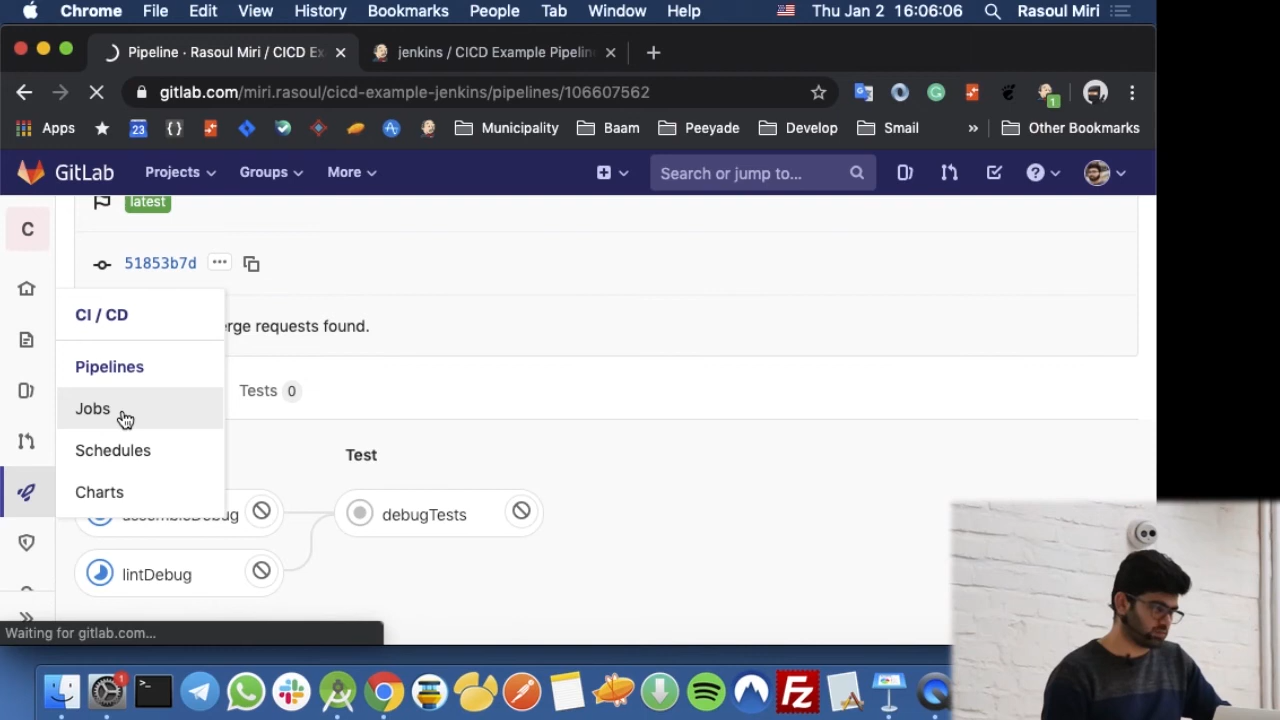 Chrome File Edit View History Bookmarks People Tab Window Help Thu Jan 2 16:06:06 Rasoul Miri
Pipeline · Rasoul Miri / CICD Ex jenkins / CICD Example Pipelin
gitlab.com/miri.rasoul/cicd-example-jenkins/pipelines/106607562
1
Apps 23 {} Municipality Baam Peeyade Develop Smail » Other Bookmarks
GitLab Projects Groups More Search or jump to...
C latest
51853b7d
CI / CD
erge requests found.
Pipelines
Tests 0
Jobs
Schedules
Test
Charts
assembleDebug debugTests
lintDebug
Waiting for gitlab.com...
1